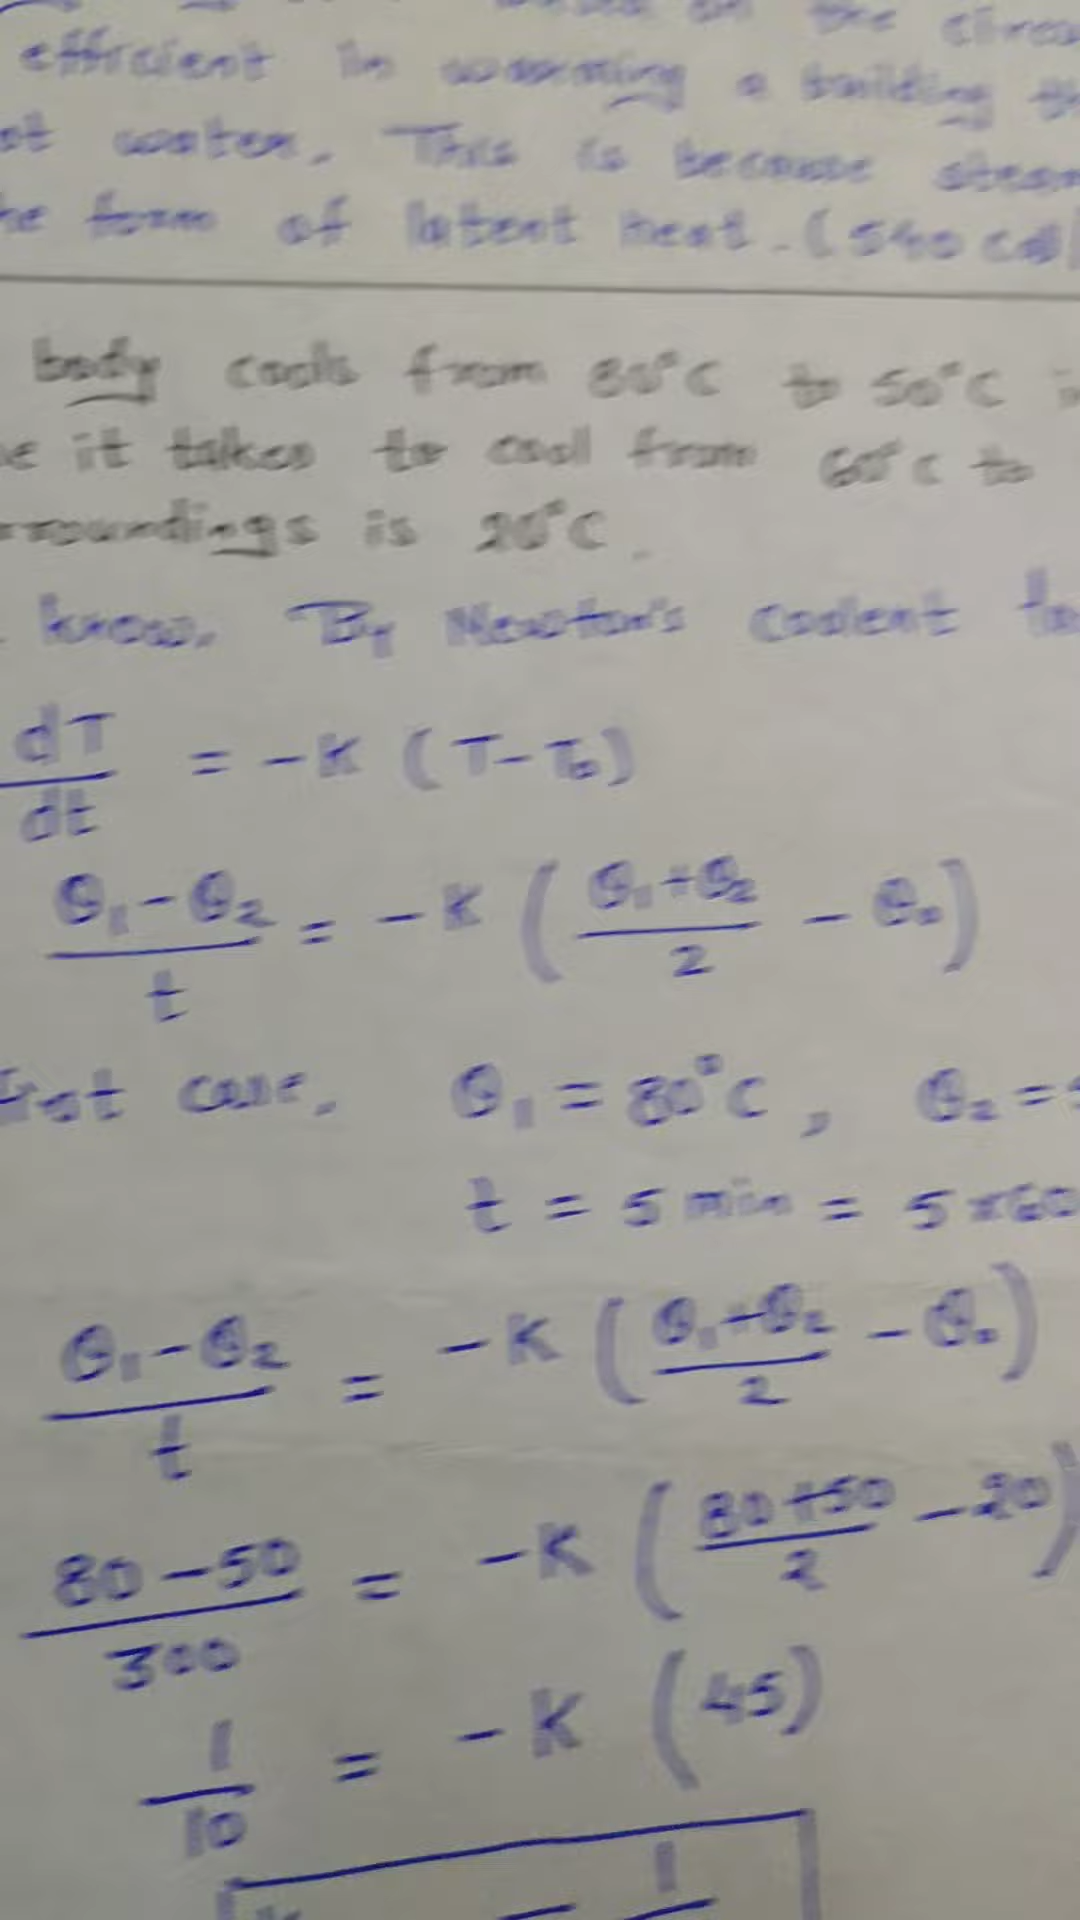 on the
efficient in warming a building
water. This is because
form of latent heat. (540 cal
body cools from 80°C to 50°C
it takes to cool from 60°C to
is 20°C.
know. By Newton's
dT/dt = -K (T-T₀)
θ₁-θ₂/t = -K (θ₁+θ₂/2 - θ₀)
case. θ₁ = 80°C, θ₂ =
t = 5 min = 5×60
θ₁-θ₂/t = -K (θ₁+θ₂/2 - θ₀)
80-50/300 = -K (80+50/2 -20)
1/10 = -K (45)